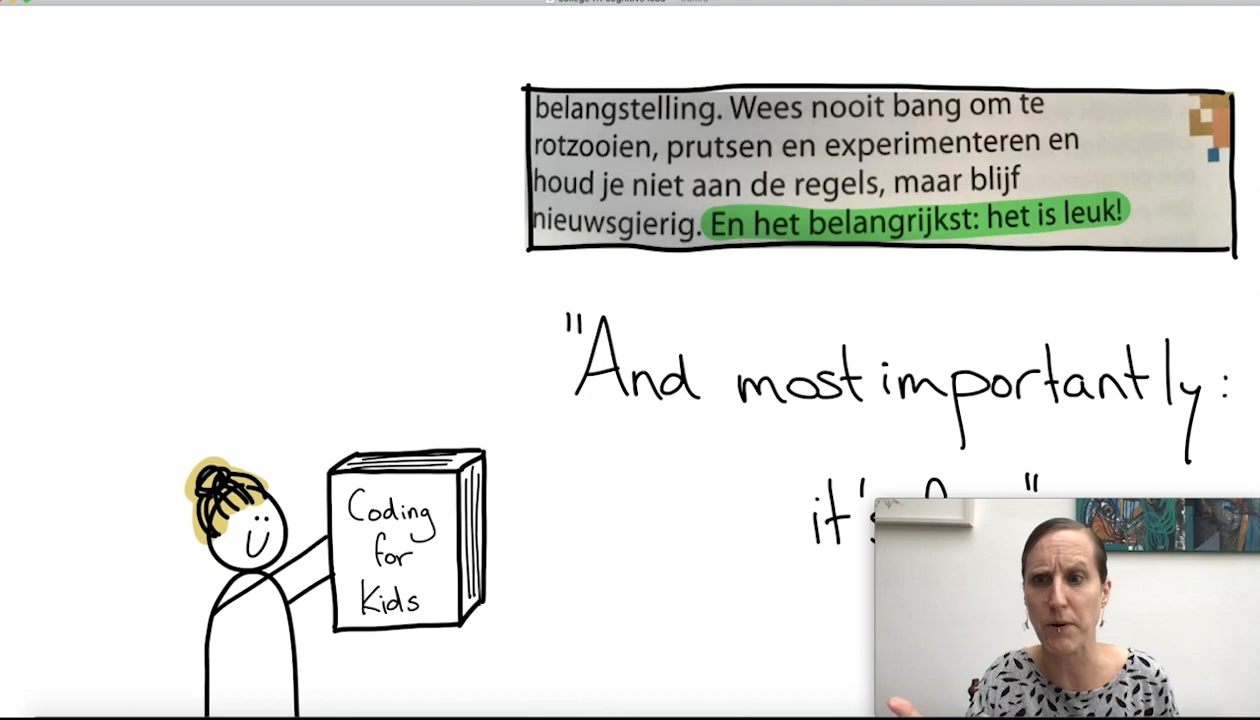 belangstelling. Wees nooit bang om te
rotzooien, prutsen en experimenteren en
houd je niet aan de regels, maar blijf
nieuwsgierig. En het belangrijkst: het is leuk!
"And most importantly:
it's "
Coding
for
Kids